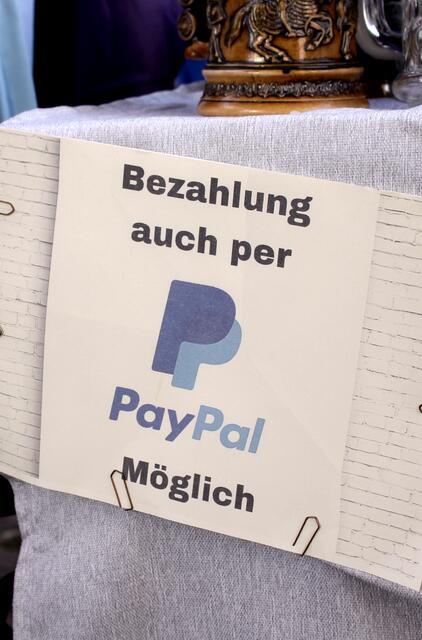 Bezahlung
auch per
PayPal
Möglich